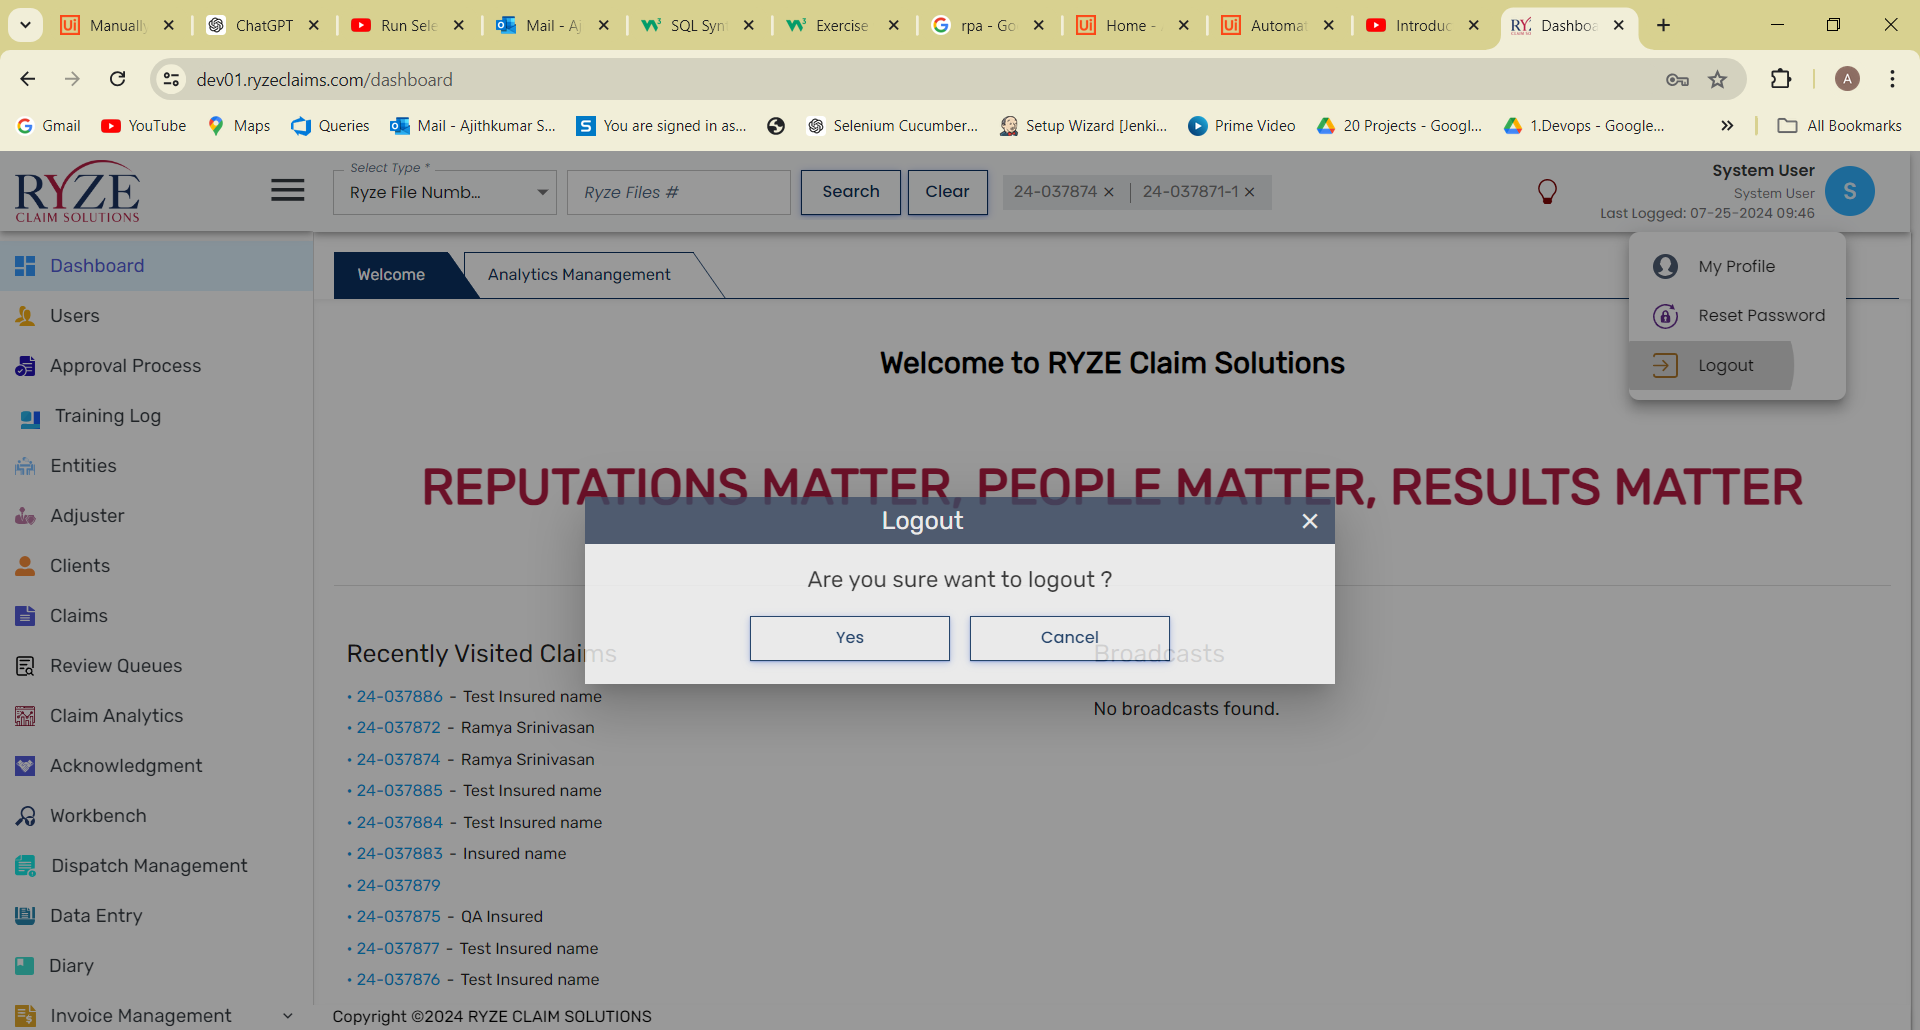 Manually
ChatGPT
Run Sele
Mail - Aj
SQL Syn
Exercise
rpa - Go
Home -
Automat
Introduc
Dashboa
dev01.ryzeclaims.com/dashboard
A
Gmail
YouTube
Maps
Queries
Mail - Ajithkumar S...
You are signed in as...
Selenium Cucumber...
Setup Wizard [Jenki...
Prime Video
20 Projects - Googl...
1.Devops - Google...
All Bookmarks
RYZE
CLAIM SOLUTIONS
Select Type *
Ryze File Numb...
Ryze Files #
Search
Clear
24-037874
24-037871-1
System User
System User
Last Logged: 07-25-2024 09:46
S
My Profile
Reset Password
Logout
Dashboard
Users
Approval Process
Training Log
Entities
Adjuster
Clients
Claims
Review Queues
Claim Analytics
Acknowledgment
Workbench
Dispatch Management
Data Entry
Diary
Invoice Management
Welcome
Analytics Manangement
Welcome to RYZE Claim Solutions
REPUTATIONS MATTER, PEOPLE MATTER, RESULTS MATTER
Logout
Are you sure want to logout ?
Yes
Cancel
Recently Visited Claims
• 24-037886 - Test Insured name
• 24-037872 - Ramya Srinivasan
• 24-037874 - Ramya Srinivasan
• 24-037885 - Test Insured name
• 24-037884 - Test Insured name
• 24-037883 - Insured name
• 24-037879
• 24-037875 - QA Insured
• 24-037877 - Test Insured name
• 24-037876 - Test Insured name
Broadcasts
No broadcasts found.
Copyright ©2024 RYZE CLAIM SOLUTIONS